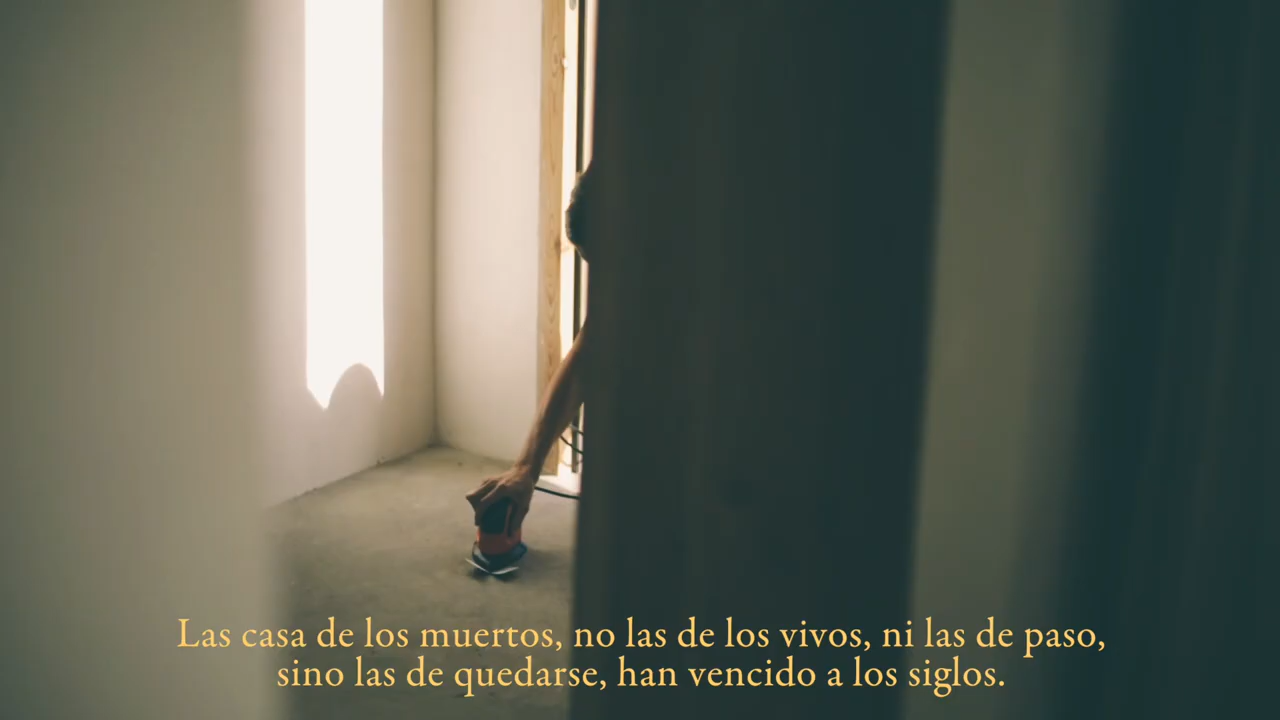 Las casa de los muertos, no las de los vivos, ni las de paso,
sino las de quedarse, han vencido a los siglos.